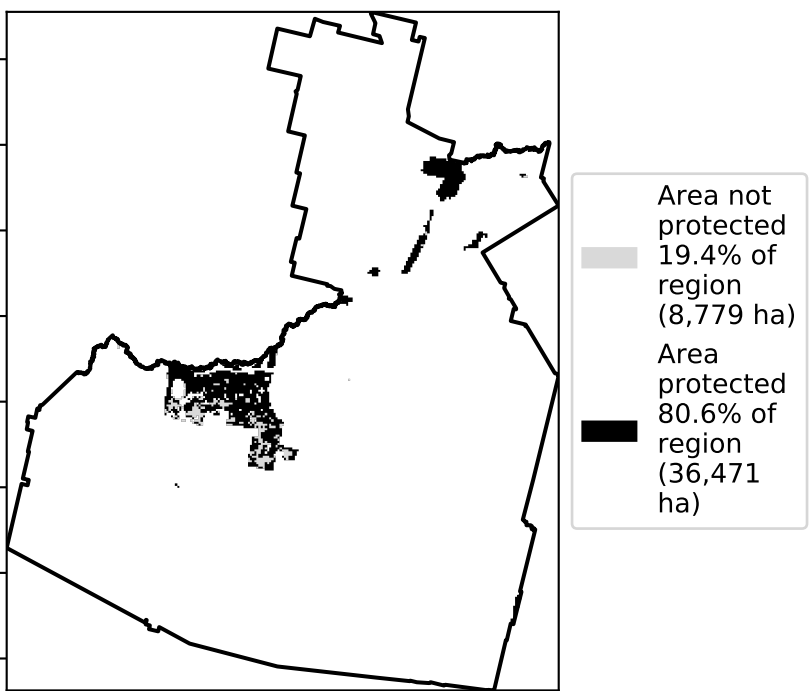 Area not
protected
19.4% of
region
(8,779 ha)
Area
protected
80.6% of
region
(36,471
ha)